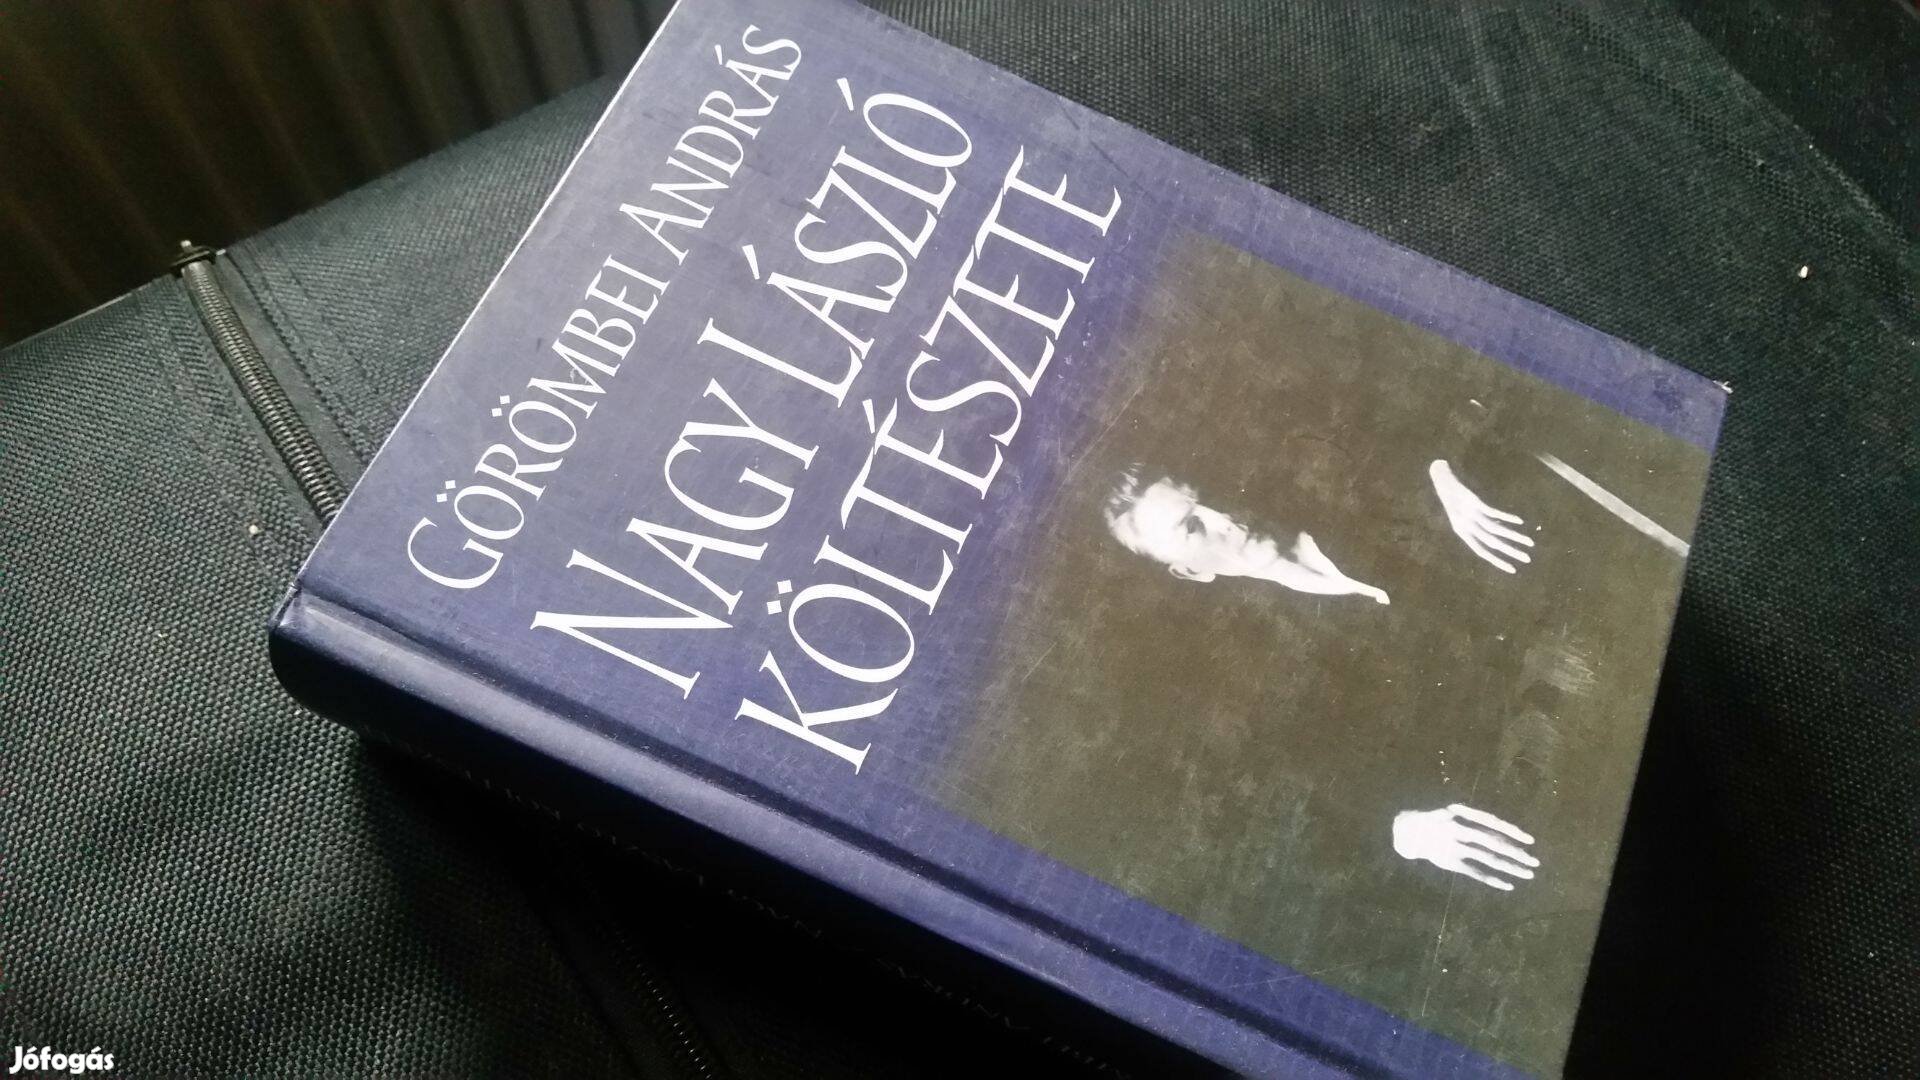 GÖRÖMBEI ANDRÁS
NAGY LÁSZLÓ
KÖLTÉSZETE
Jófogás